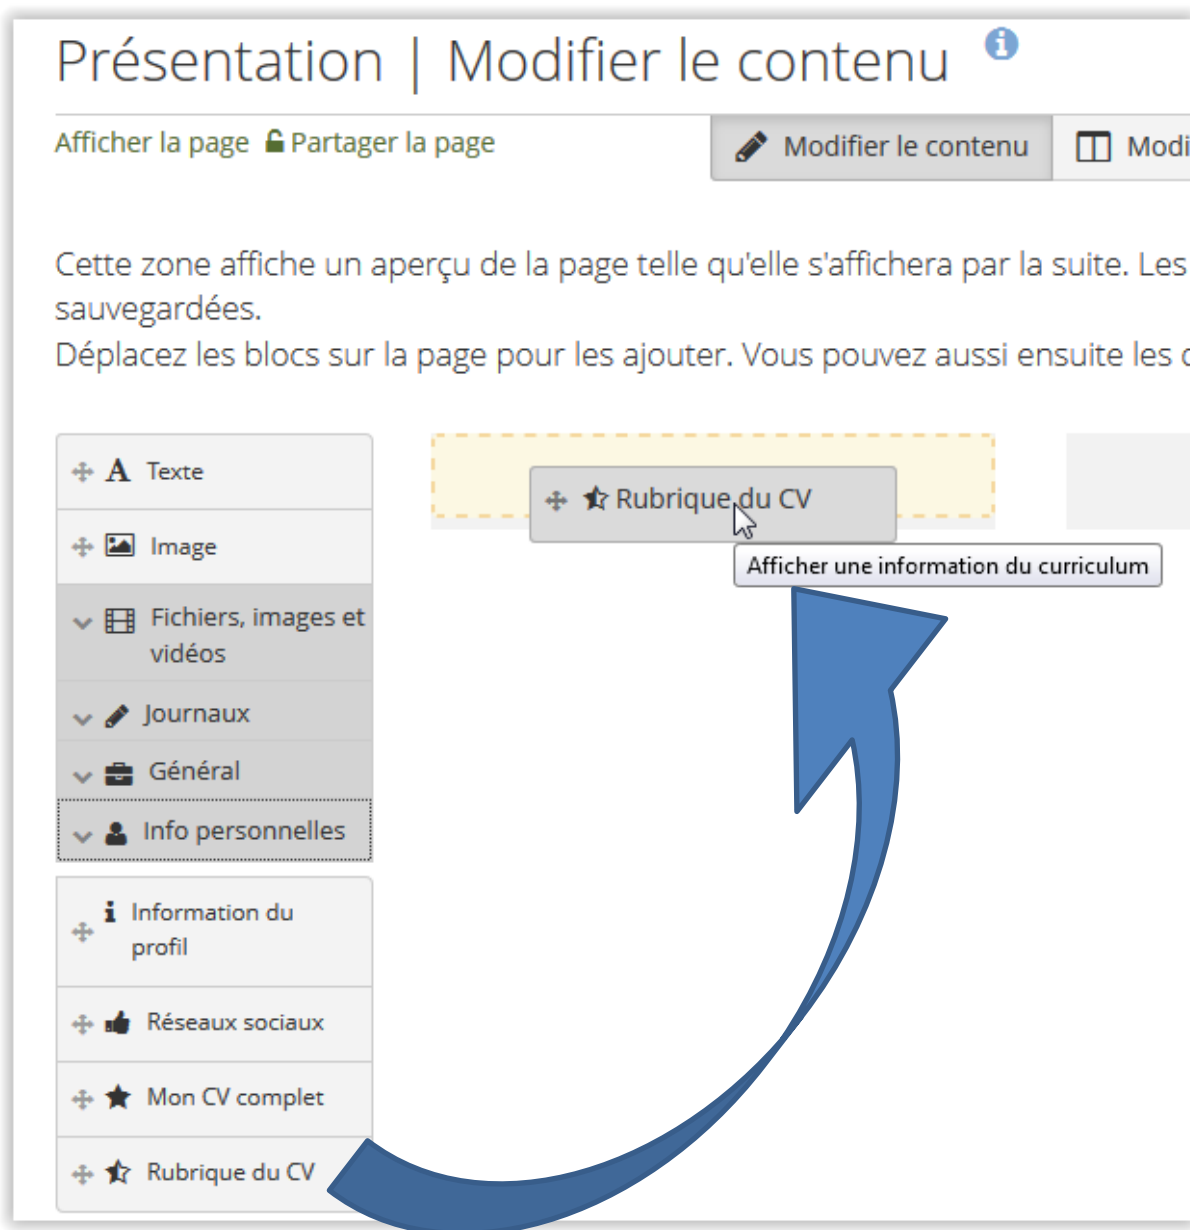 Présentation | Modifier le contenu
Afficher la page Partager la page
Modifier le contenu
Modi
Cette zone affiche un aperçu de la page telle qu'elle s'affichera par la suite. Les
sauvegardées.
Déplacez les blocs sur la page pour les ajouter. Vous pouvez aussi ensuite les
Texte
Rubrique du CV
Image
Afficher une information du curriculum
Fichiers, images et
vidéos
Journaux
Général
Info personnelles
Information du
profil
Réseaux sociaux
Mon CV complet
Rubrique du CV